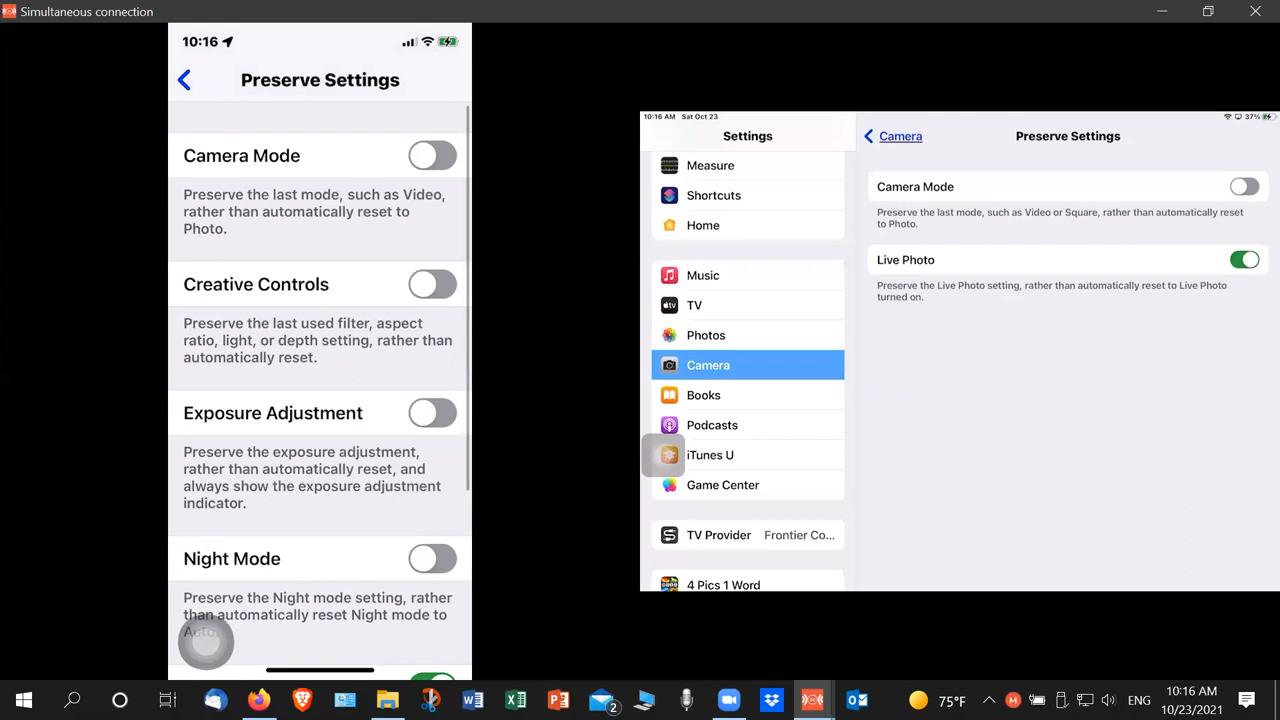 Simultaneous connection
10:16
Preserve Settings
Camera Mode
Preserve the last mode, such as Video,
rather than automatically reset to
Photo.
Creative Controls
Preserve the last used filter, aspect
ratio, light, or depth setting, rather than
automatically reset.
Exposure Adjustment
Preserve the exposure adjustment,
rather than automatically reset, and
always show the exposure adjustment
indicator.
Night Mode
Preserve the Night mode setting, rather
than automatically reset Night mode to
Auto.
10:16 AM Sat Oct 23
37%
Settings
Measure
Shortcuts
Home
Music
TV
Photos
Camera
Books
Podcasts
iTunes U
Game Center
TV Provider Frontier Co...
4 Pics 1 Word
Camera
Preserve Settings
Camera Mode
Preserve the last mode, such as Video or Square, rather than automatically reset
to Photo.
Live Photo
Preserve the Live Photo setting, rather than automatically reset to Live Photo
turned on.
2
75°F
ENG
10:16 AM
10/23/2021